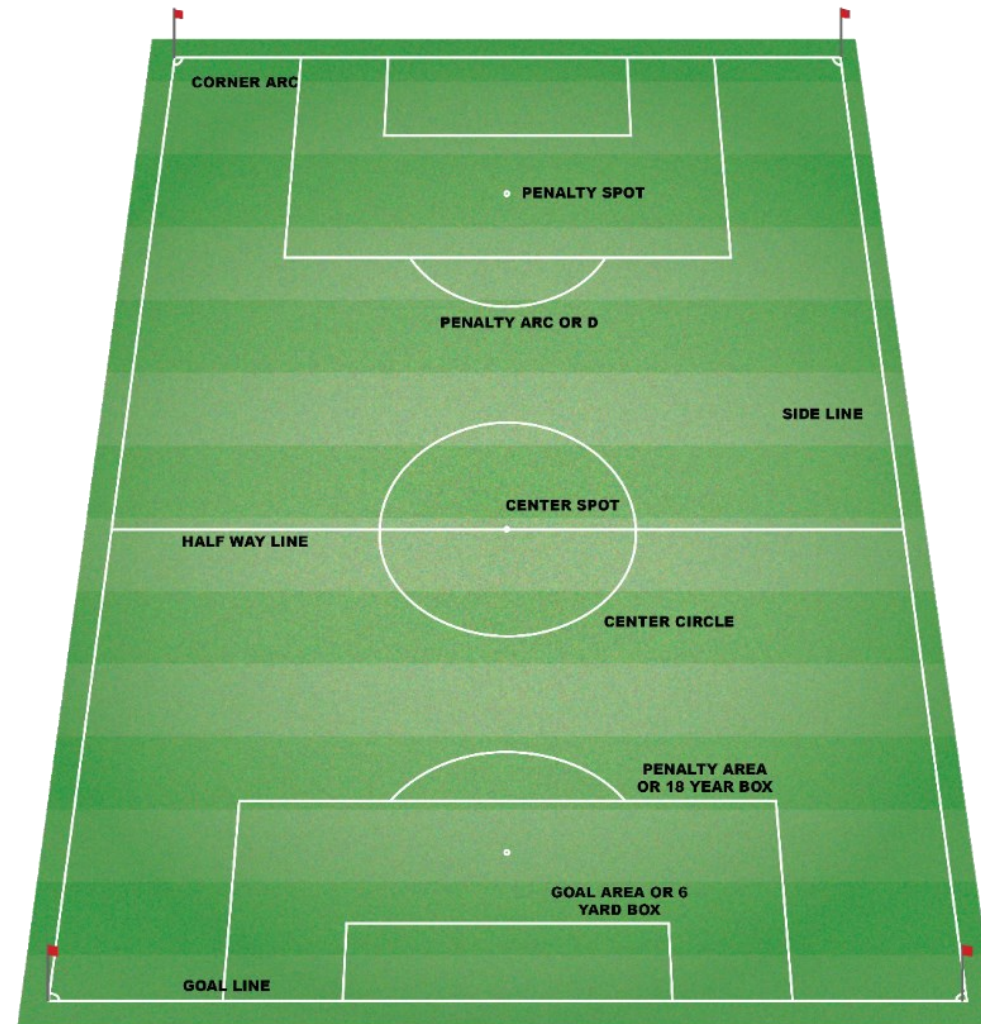 CORNER ARC
PENALTY SPOT
PENALTY ARC OR D
SIDE LINE
CENTER SPOT
HALF WAY LINE
CENTER CIRCLE
PENALTY AREA
OR 18 YEAR BOX
GOAL AREA OR 6
YARD BOX
GOAL LINE